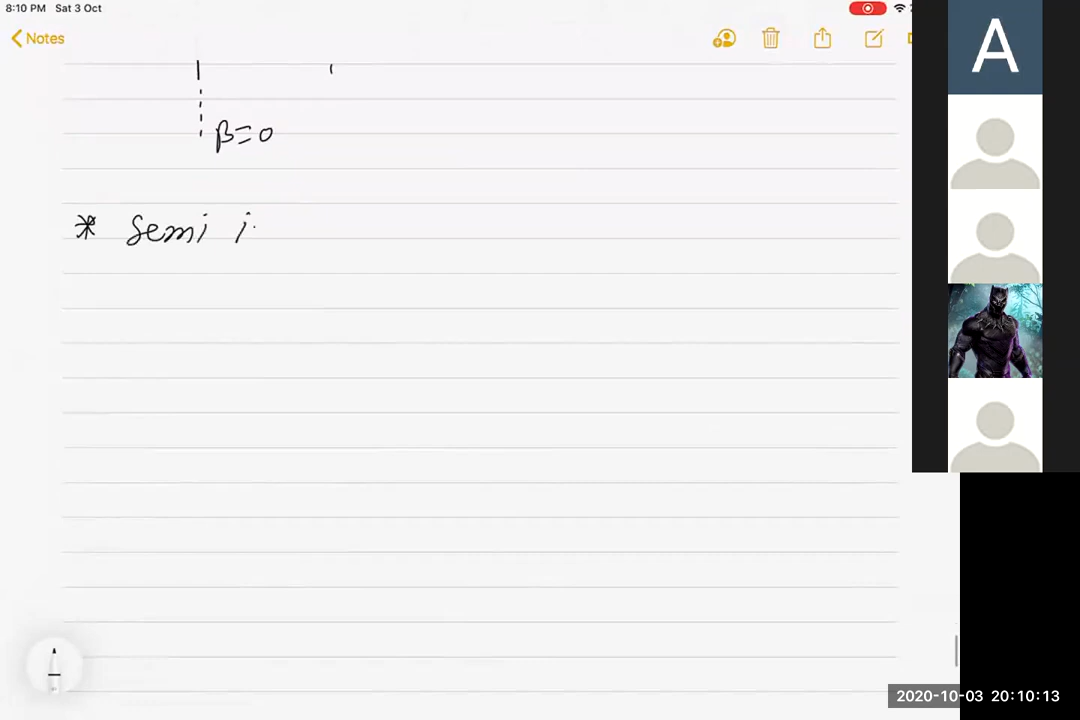 8:10 PM Sat 3 Oct
Notes
β=0
* Semi i
A
2020-10-03 20:10:13